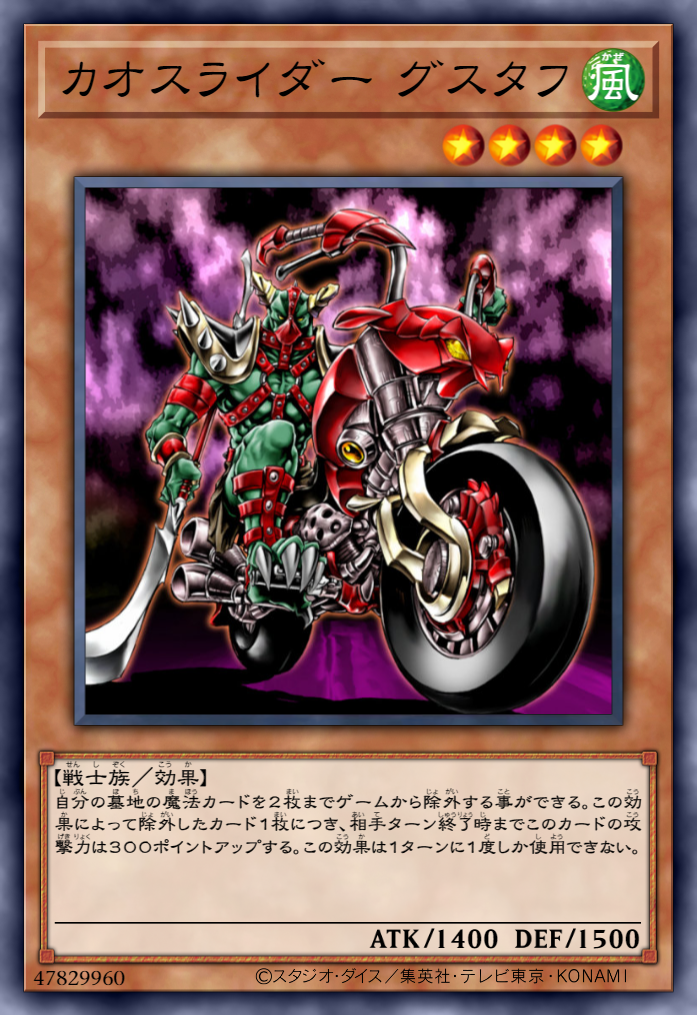 カオスライダー グスタフ
風
かぜ
【戦士族／効果】
自分の墓地の魔法カードを２枚までゲームから除外する事ができる。この効
果によって除外したカード１枚につき、相手ターン終了時までこのカードの攻
撃力は３００ポイントアップする。この効果は１ターンに１度しか使用できない。
ATK/1400 DEF/1500
47829960
©スタジオ・ダイス／集英社・テレビ東京・KONAMI